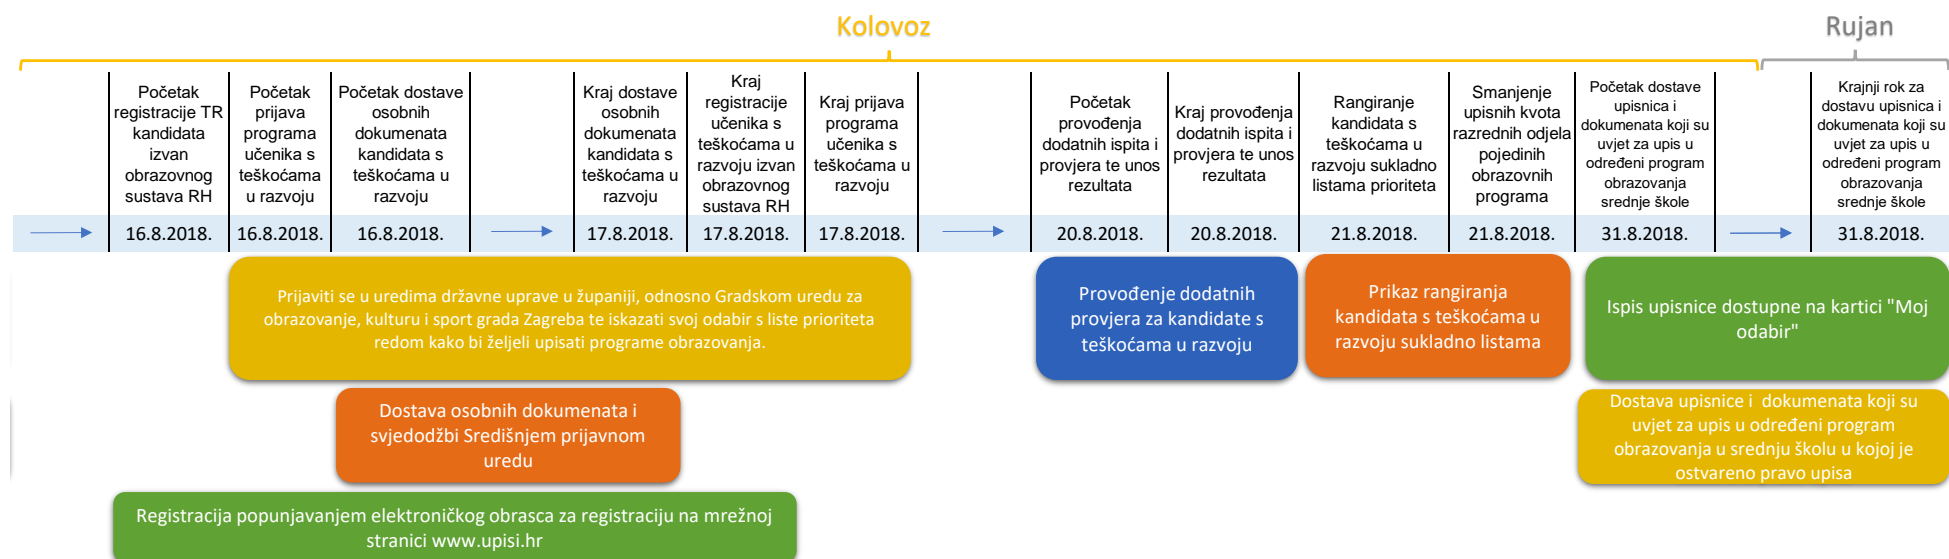 Kolovoz
Rujan
Početak
registracije TR
kandidata
izvan
obrazovnog
sustava RH
Početak
prijava
programa
učenika s
teškoćama
u razvoju
Početak dostave
osobnih
dokumenata
kandidata s
teškoćama u
razvoju
Kraj dostave
osobnih
dokumenata
kandidata s
teškoćama u
razvoju
Kraj
registracije
učenika s
teškoćama u
razvoju izvan
obrazovnog
sustava RH
Kraj prijava
programa
učenika s
teškoćama u
razvoju
Početak
provođenja
dodatnih ispita i
provjera te unos
rezultata
Kraj provođenja
dodatnih ispita i
provjera te unos
rezultata
Rangiranje
kandidata s
teškoćama u
razvoju sukladno
listama prioriteta
Smanjenje
upisnih kvota
razrednih odjela
pojedinih
obrazovnih
programa
Početak dostave
upisnica i
dokumenata koji su
uvjet za upis u
određeni program
obrazovanja
srednje škole
Krajnji rok za
dostavu upisnica i
dokumenata koji su
uvjet za upis u
određeni program
obrazovanja
srednje škole
16.8.2018.
16.8.2018.
16.8.2018.
17.8.2018.
17.8.2018.
17.8.2018.
20.8.2018.
20.8.2018.
21.8.2018.
21.8.2018.
31.8.2018.
31.8.2018.
Prijaviti se u uredima državne uprave u županiji, odnosno Gradskom uredu za
obrazovanje, kulturu i sport grada Zagreba te iskazati svoj odabir s liste prioriteta
redom kako bi željeli upisati programe obrazovanja.
Provođenje dodatnih
provjera za kandidate s
teškoćama u razvoju
Prikaz rangiranja
kandidata s teškoćama u
razvoju sukladno listama
Ispis upisnice dostupne na kartici "Moj
odabir"
Dostava osobnih dokumenata i
svjedodžbi Središnjem prijavnom
uredu
Dostava upisnice i  dokumenata koji su
uvjet za upis u određeni program
obrazovanja u srednju školu u kojoj je
ostvareno pravo upisa
Registracija popunjavanjem elektroničkog obrasca za registraciju na mrežnoj
stranici www.upisi.hr